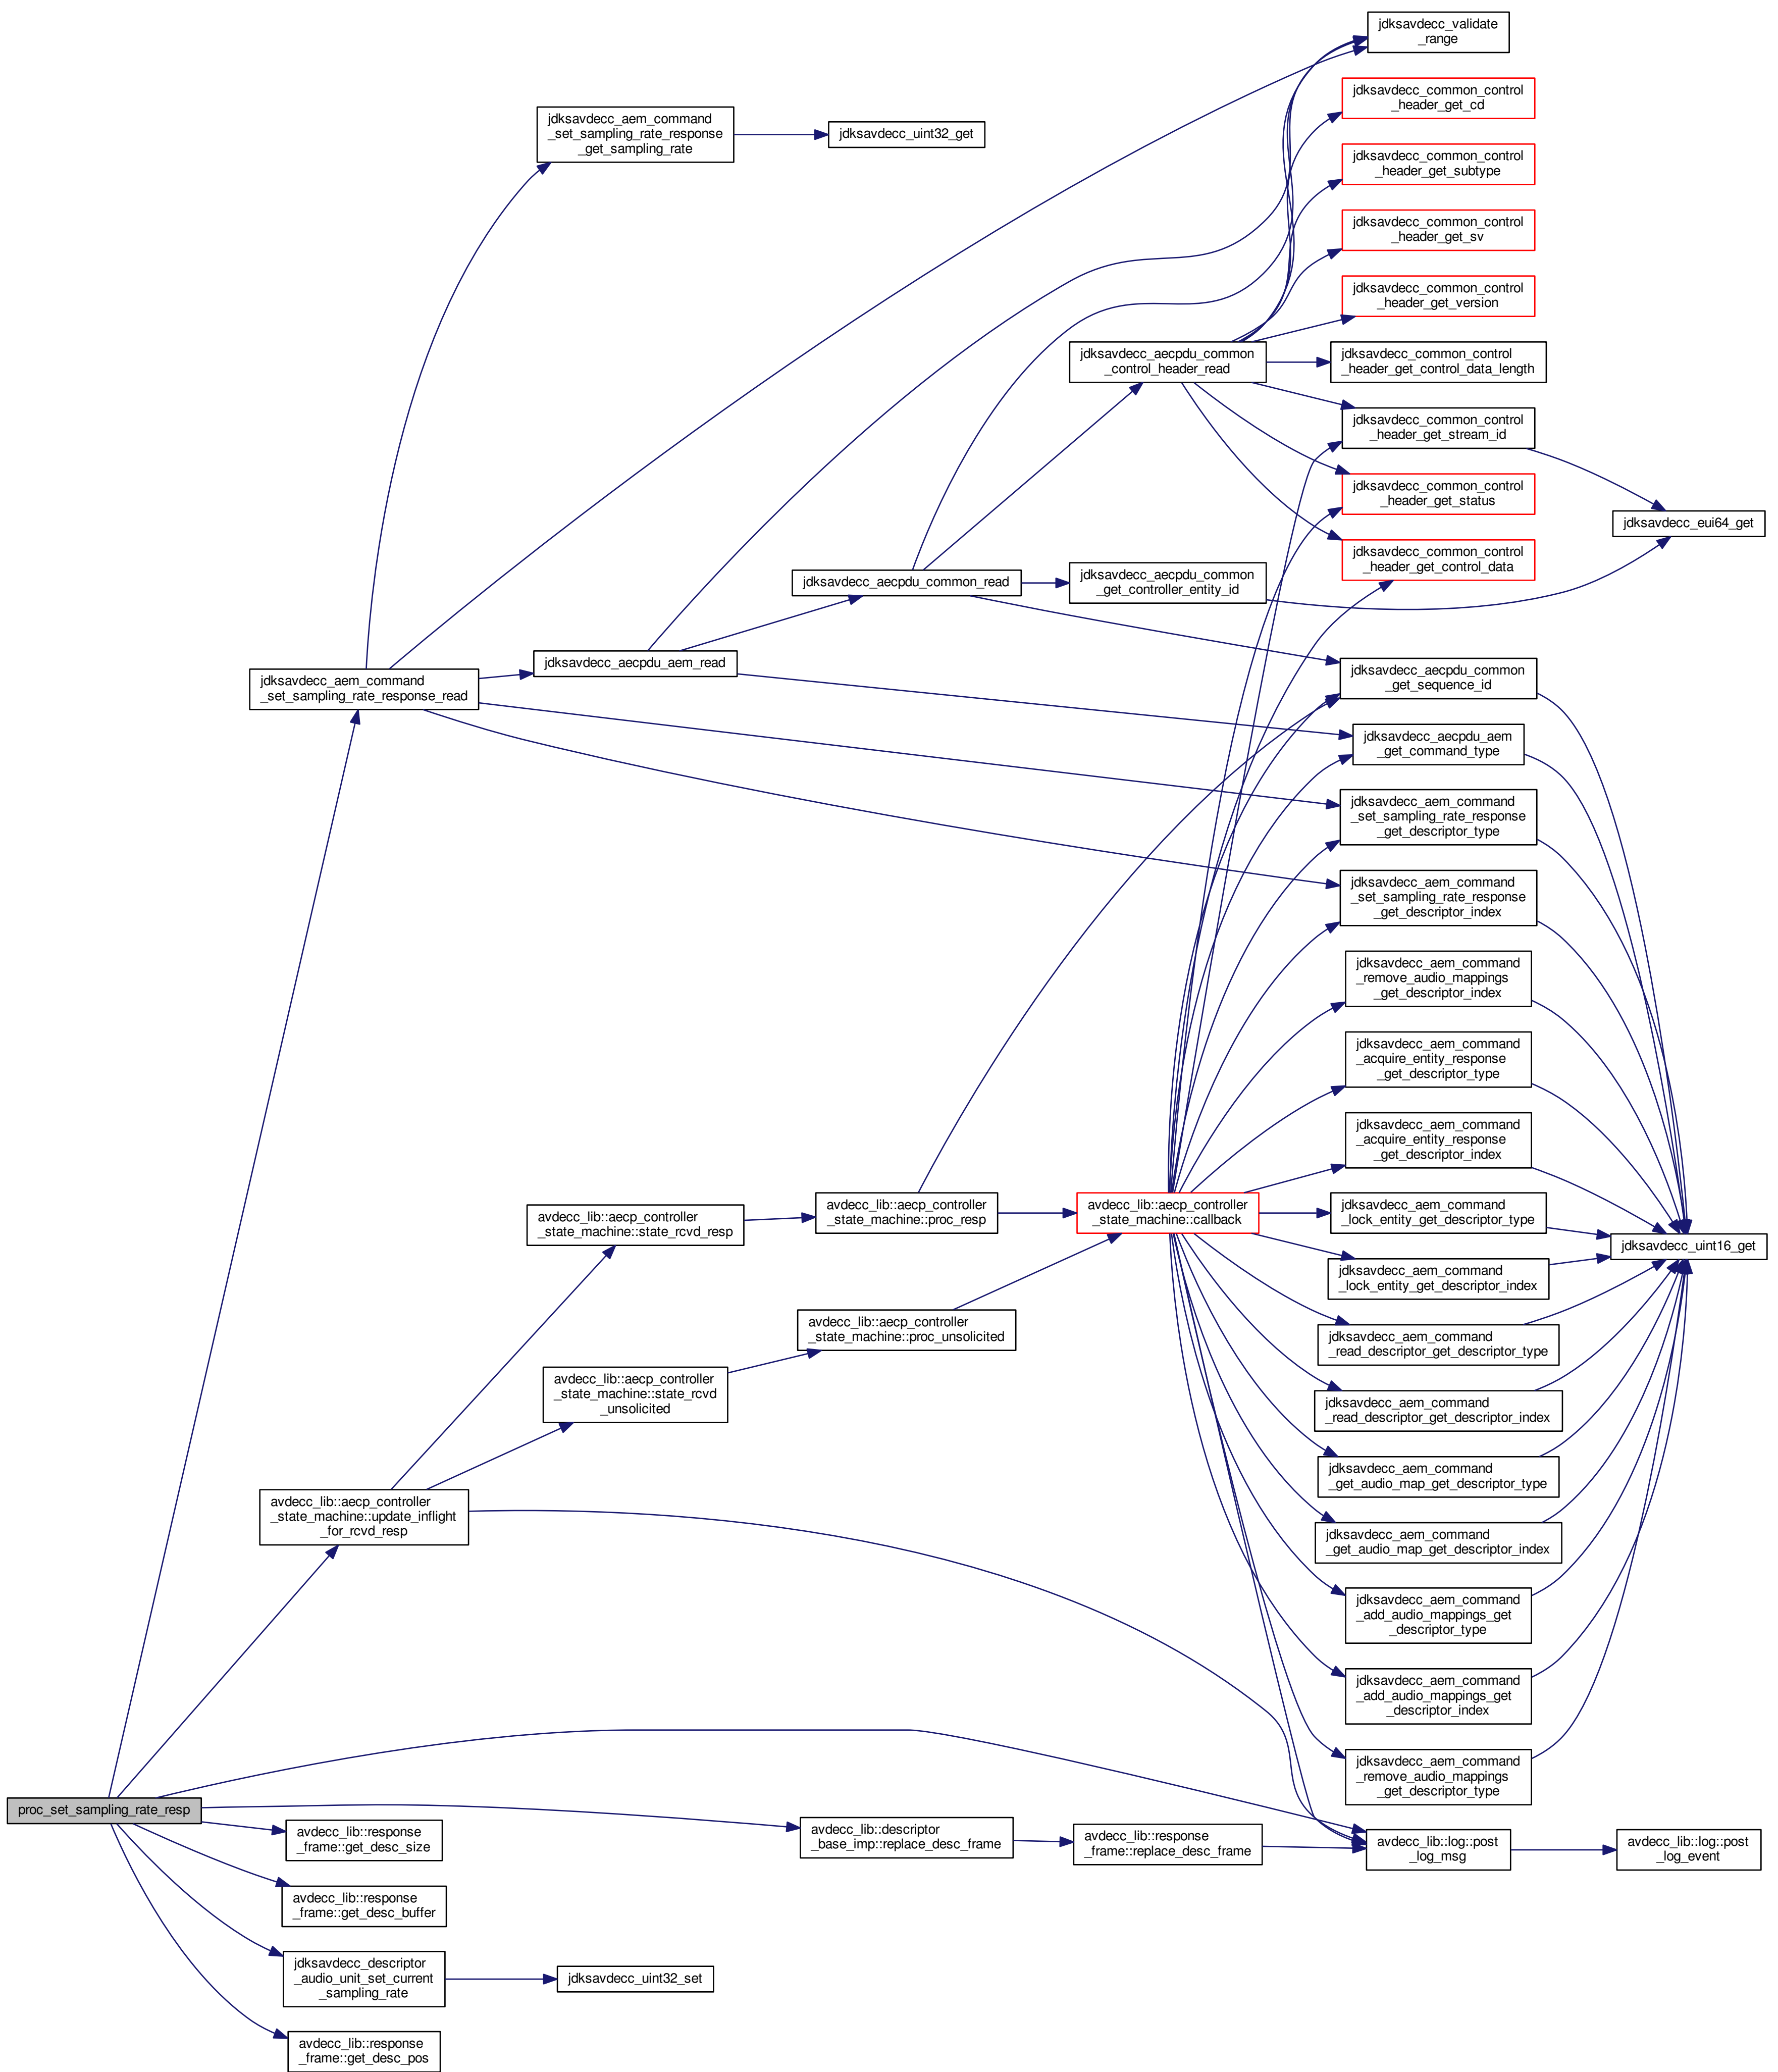 jdksavdecc_validate
_range
jdksavdecc_common_control
_header_get_cd
jdksavdecc_aem_command
_set_sampling_rate_response
_get_sampling_rate
jdksavdecc_uint32_get
jdksavdecc_common_control
_header_get_subtype
jdksavdecc_common_control
_header_get_sv
jdksavdecc_common_control
_header_get_version
jdksavdecc_aecpdu_common
_control_header_read
jdksavdecc_common_control
_header_get_control_data_length
jdksavdecc_common_control
_header_get_stream_id
jdksavdecc_common_control
_header_get_status
jdksavdecc_eui64_get
jdksavdecc_common_control
_header_get_control_data
jdksavdecc_aecpdu_common_read
jdksavdecc_aecpdu_common
_get_controller_entity_id
jdksavdecc_aem_command
_set_sampling_rate_response_read
jdksavdecc_aecpdu_aem_read
jdksavdecc_aecpdu_common
_get_sequence_id
jdksavdecc_aecpdu_aem
_get_command_type
jdksavdecc_aem_command
_set_sampling_rate_response
_get_descriptor_type
jdksavdecc_aem_command
_set_sampling_rate_response
_get_descriptor_index
jdksavdecc_aem_command
_remove_audio_mappings
_get_descriptor_index
jdksavdecc_aem_command
_acquire_entity_response
_get_descriptor_type
jdksavdecc_aem_command
_acquire_entity_response
_get_descriptor_index
avdecc_lib::aecp_controller
_state_machine::state_rcvd_resp
avdecc_lib::aecp_controller
_state_machine::proc_resp
avdecc_lib::aecp_controller
_state_machine::callback
jdksavdecc_aem_command
_lock_entity_get_descriptor_type
jdksavdecc_uint16_get
jdksavdecc_aem_command
_lock_entity_get_descriptor_index
avdecc_lib::aecp_controller
_state_machine::proc_unsolicited
jdksavdecc_aem_command
_read_descriptor_get_descriptor_type
avdecc_lib::aecp_controller
_state_machine::state_rcvd
_unsolicited
jdksavdecc_aem_command
_read_descriptor_get_descriptor_index
jdksavdecc_aem_command
_get_audio_map_get_descriptor_type
avdecc_lib::aecp_controller
_state_machine::update_inflight
_for_rcvd_resp
jdksavdecc_aem_command
_get_audio_map_get_descriptor_index
jdksavdecc_aem_command
_add_audio_mappings_get
_descriptor_type
jdksavdecc_aem_command
_add_audio_mappings_get
_descriptor_index
jdksavdecc_aem_command
_remove_audio_mappings
_get_descriptor_type
proc_set_sampling_rate_resp
avdecc_lib::response
_frame::get_desc_size
avdecc_lib::descriptor
_base_imp::replace_desc_frame
avdecc_lib::response
_frame::replace_desc_frame
avdecc_lib::log::post
_log_msg
avdecc_lib::log::post
_log_event
avdecc_lib::response
_frame::get_desc_buffer
jdksavdecc_descriptor
_audio_unit_set_current
_sampling_rate
jdksavdecc_uint32_set
avdecc_lib::response
_frame::get_desc_pos